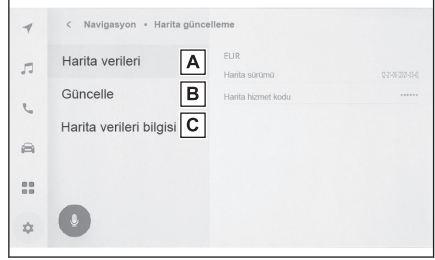 < Navigasyon • Harita güncelleme
Harita verileri A
Güncelle B
Harita verileri bilgisi C
EUR
Harita sürümü
Harita hizmet kodu ••••••